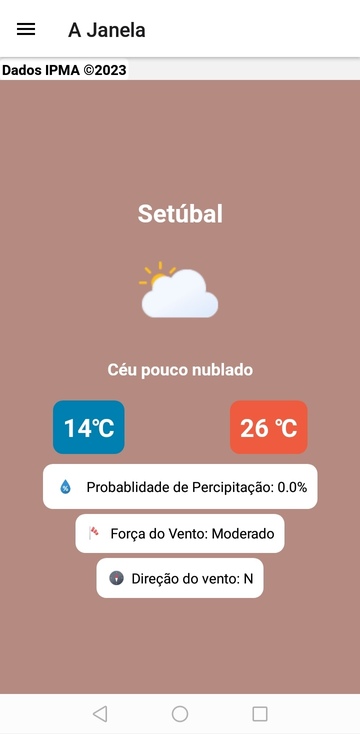 A Janela
Dados IPMA ©2023
Setúbal
Céu pouco nublado
14°C
26 °C
Probablidade de Percipitação: 0.0%
Força do Vento: Moderado
Direção do vento: N